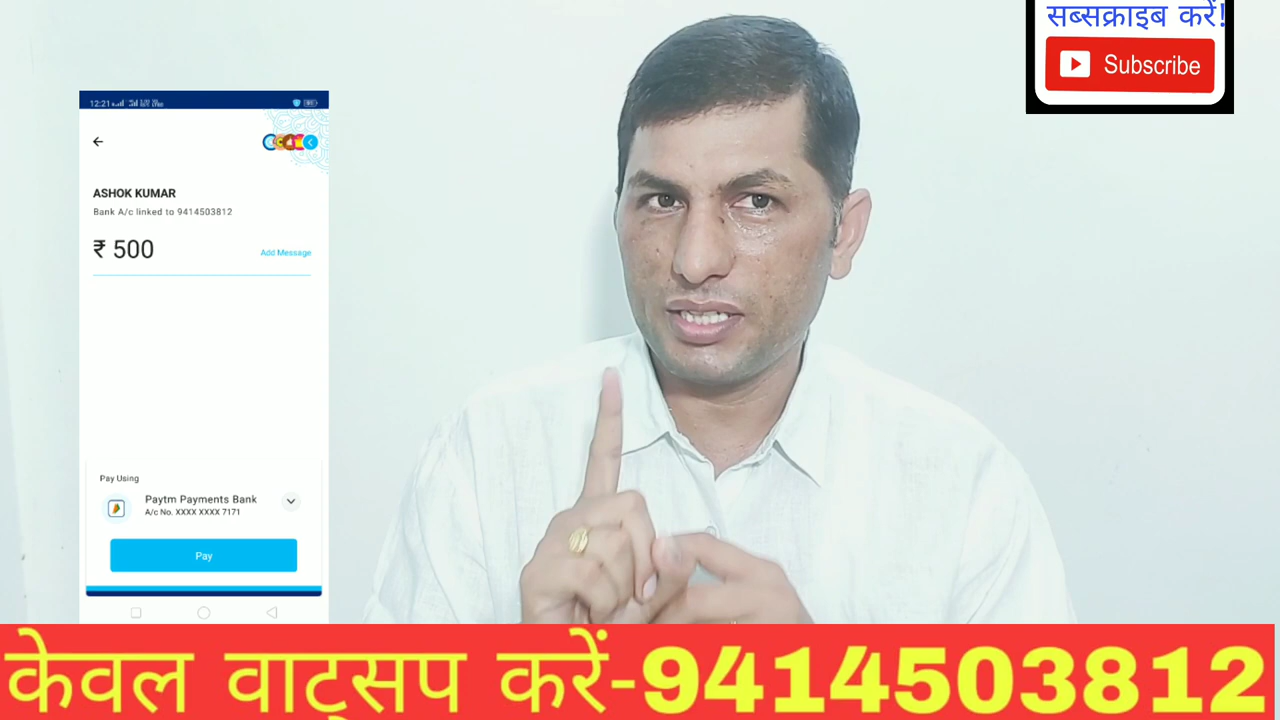 सब्सक्राइब करें!
Subscribe
12:21
ASHOK KUMAR
Bank A/c linked to 9414503812
₹ 500
Add Message
Pay Using
Paytm Payments Bank
A/c No. XXXX XXXX 7171
Pay
केवल वाट्सप करें-9414503812